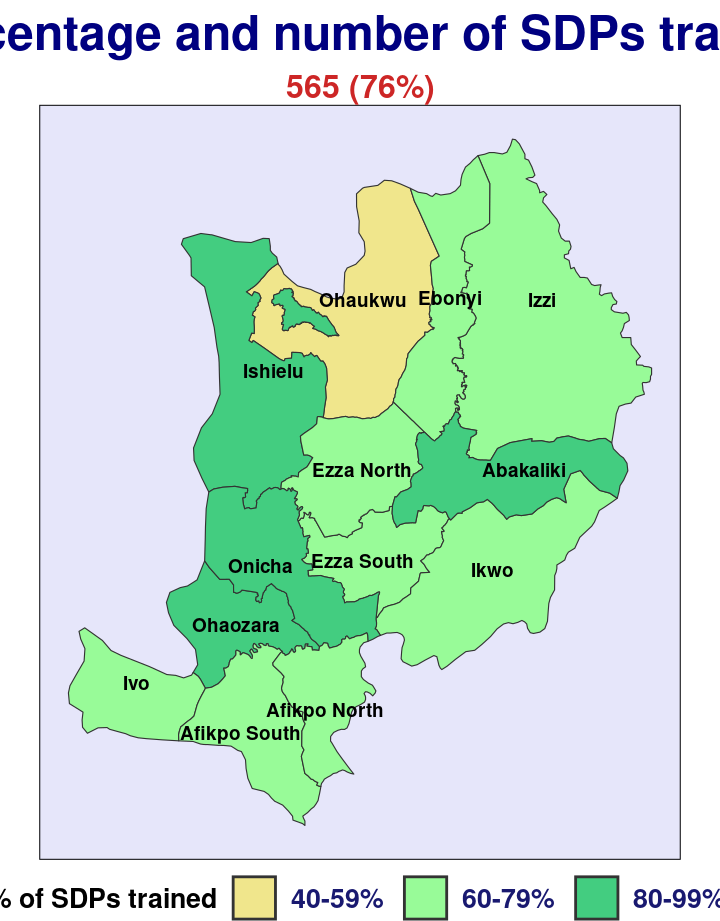 centage and number of SDPs tra
565 (76%)
Ohaukwu
Ebonyi
Izzi
Ishielu
Ezza North
Abakaliki
Ezza South
Onicha
Ikwo
Ohaozara
Ivo
Afikpo North
Afikpo South
% of SDPs trained
40-59%
60-79%
80-99%